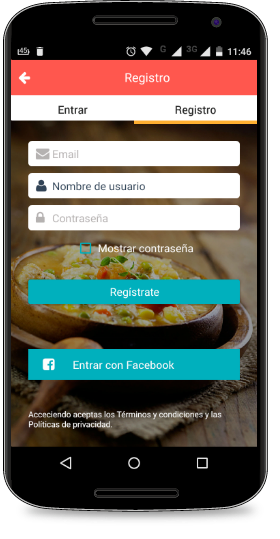 45
G 3G 11:46
Registro
Entrar Registro
Email
Nombre de usuario
Contraseña
Mostrar contraseña
Regístrate
Entrar con Facebook
Acceciendo aceptas los Términos y condiciones y las
Políticas de privacidad.